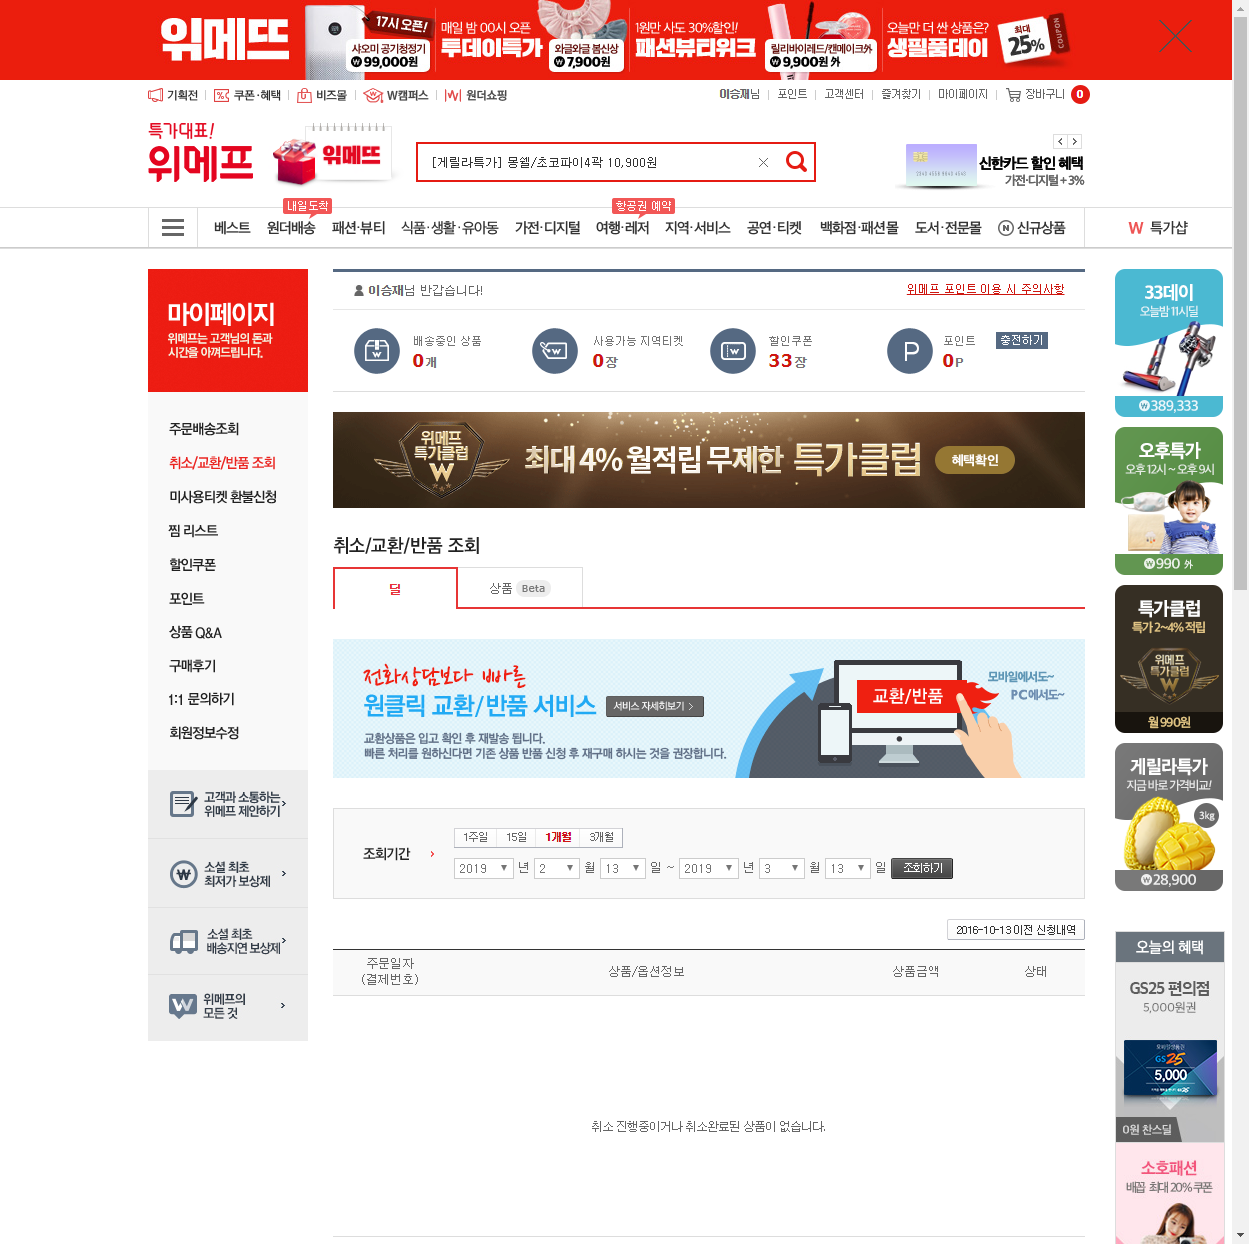 위메뜨
17시 오픈!
샤오미 공기청정기
₩99,000원
매일 밤 00시 오픈
투데이특가
와글와글 봄신상
₩7,900원
1원만 사도 30%할인!
패션뷰티위크
릴리바이레드/캔메이크外
₩9,900원 外
오늘만 더 싼 상품은?
생필품데이
최대
25%
COUPON
기획전
쿠폰·혜택
비즈몰
W캠퍼스
원더쇼핑
이승재님
포인트
고객센터
즐겨찾기
마이페이지
장바구니
0
특가대표!
위메프
위메뜨
[게릴라특가] 몽쉘/초코파이4팩 10,900원
신한카드 할인 혜택
가전·디지털 +3%
내일도착
항공권 예약
베스트
원더배송
패션·뷰티
식품·생활·유아동
가전·디지털
여행·레저
지역·서비스
공연·티켓
백화점·패션몰
도서·전문몰
N 신규상품
W 특가샵
마이페이지
위메프는 고객님의 돈과
시간을 아껴드립니다.
주문배송조회
취소/교환/반품 조회
미사용티켓 환불신청
찜 리스트
할인쿠폰
포인트
상품 Q&A
구매후기
1:1 문의하기
회원정보수정
고객과 소통하는
위메프 제안하기
소셜 최초
최저가 보상제
소셜 최초
배송지연 보상제
위메프의
모든 것
이승재님 반갑습니다!
위메프 포인트 이용 시 주의사항
배송중인 상품
0개
사용가능 지역티켓
0장
할인쿠폰
33장
포인트
0P
충전하기
위메프
특가클럽
W
최대 4% 월적립 무제한 특가클럽
혜택확인
취소/교환/반품 조회
딜
상품 Beta
전화상담보다 빠른
원클릭 교환/반품 서비스
서비스 자세히보기 >
교환상품은 입고 확인 후 재발송 됩니다.
빠른 처리를 원하신다면 기존 상품 반품 신청 후 재구매 하시는 것을 권장합니다.
교환/반품
모바일에서도~
PC에서도~
조회기간
1주일
15일
1개월
3개월
2019 년 2 월 13 일 ~ 2019 년 3 월 13 일
조회하기
2016-10-13 이전 신청내역
주문일자
(결제번호)
상품/옵션정보
상품금액
상태
취소 진행중이거나 취소완료된 상품이 없습니다.
33데이
오늘밤 11시딜
₩389,333
오후특가
오후 12시 ~ 오후 9시
₩990 外
특가클럽
특가 2~4% 적립
위메프
특가클럽
W
월 990원
게릴라특가
지금 바로 가격비교!
3kg
₩28,900
오늘의 혜택
GS25 편의점
5,000원권
모바일상품권
GS25
5,000
0원 찬스딜
소호패션
배꼽 최대 20% 쿠폰